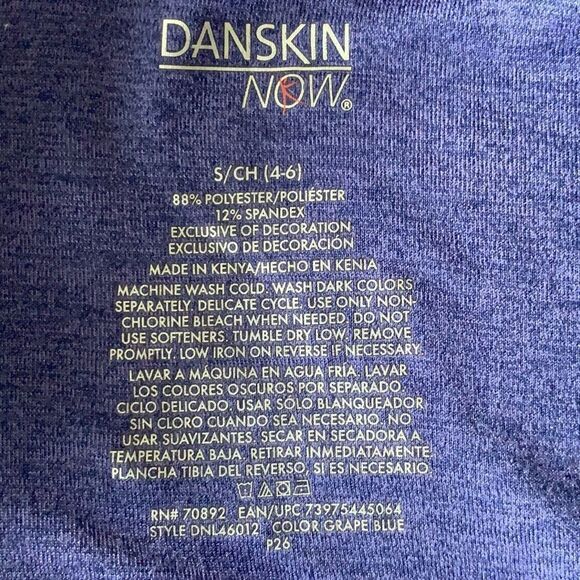 DANSKIN
NOW®
S/CH (4-6)
88% POLYESTER/POLIÉSTER
12% SPANDEX
EXCLUSIVE OF DECORATION
EXCLUSIVO DE DECORACIÓN
MADE IN KENYA/HECHO EN KENIA
MACHINE WASH COLD. WASH DARK COLORS
SEPARATELY. DELICATE CYCLE. USE ONLY NON-
CHLORINE BLEACH WHEN NEEDED. DO NOT
USE SOFTENERS. TUMBLE DRY LOW. REMOVE
PROMPTLY. LOW IRON ON REVERSE IF NECESSARY.
LAVAR A MÁQUINA EN AGUA FRÍA. LAVAR
LOS COLORES OSCUROS POR SEPARADO.
CICLO DELICADO. USAR SÓLO BLANQUEADOR
SIN CLORO CUANDO SEA NECESARIO. NO
USAR SUAVIZANTES. SECAR EN SECADORA A
TEMPERATURA BAJA. RETIRAR INMEDIATAMENTE.
PLANCHA TIBIA DEL REVERSO, SI ES NECESARIO.
RN# 70892 EAN/UPC 73975445064
STYLE DNL46012 COLOR GRAPE BLUE
P26